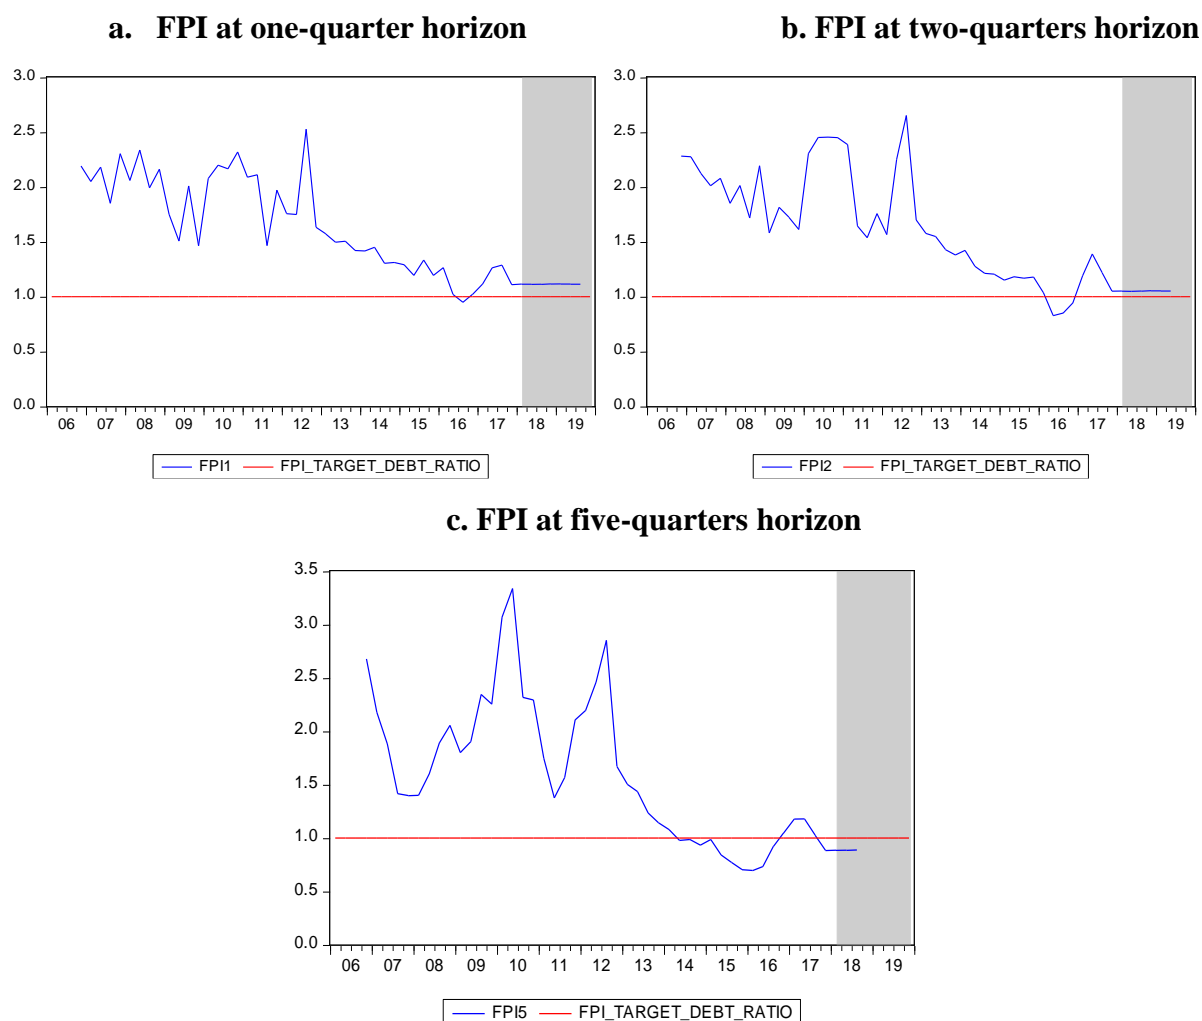 a. FPI at one-quarter horizon
b. FPI at two-quarters horizon
3.0
2.5
2.0
1.5
1.0
0.5
0.0
06 07 08 09 10 11 12 13 14 15 16 17 18 19
FPI1 FPI_TARGET_DEBT_RATIO
3.0
2.5
2.0
1.5
1.0
0.5
0.0
06 07 08 09 10 11 12 13 14 15 16 17 18 19
FPI2 FPI_TARGET_DEBT_RATIO
c. FPI at five-quarters horizon
3.5
3.0
2.5
2.0
1.5
1.0
0.5
0.0
06 07 08 09 10 11 12 13 14 15 16 17 18 19
FPI5 FPI_TARGET_DEBT_RATIO